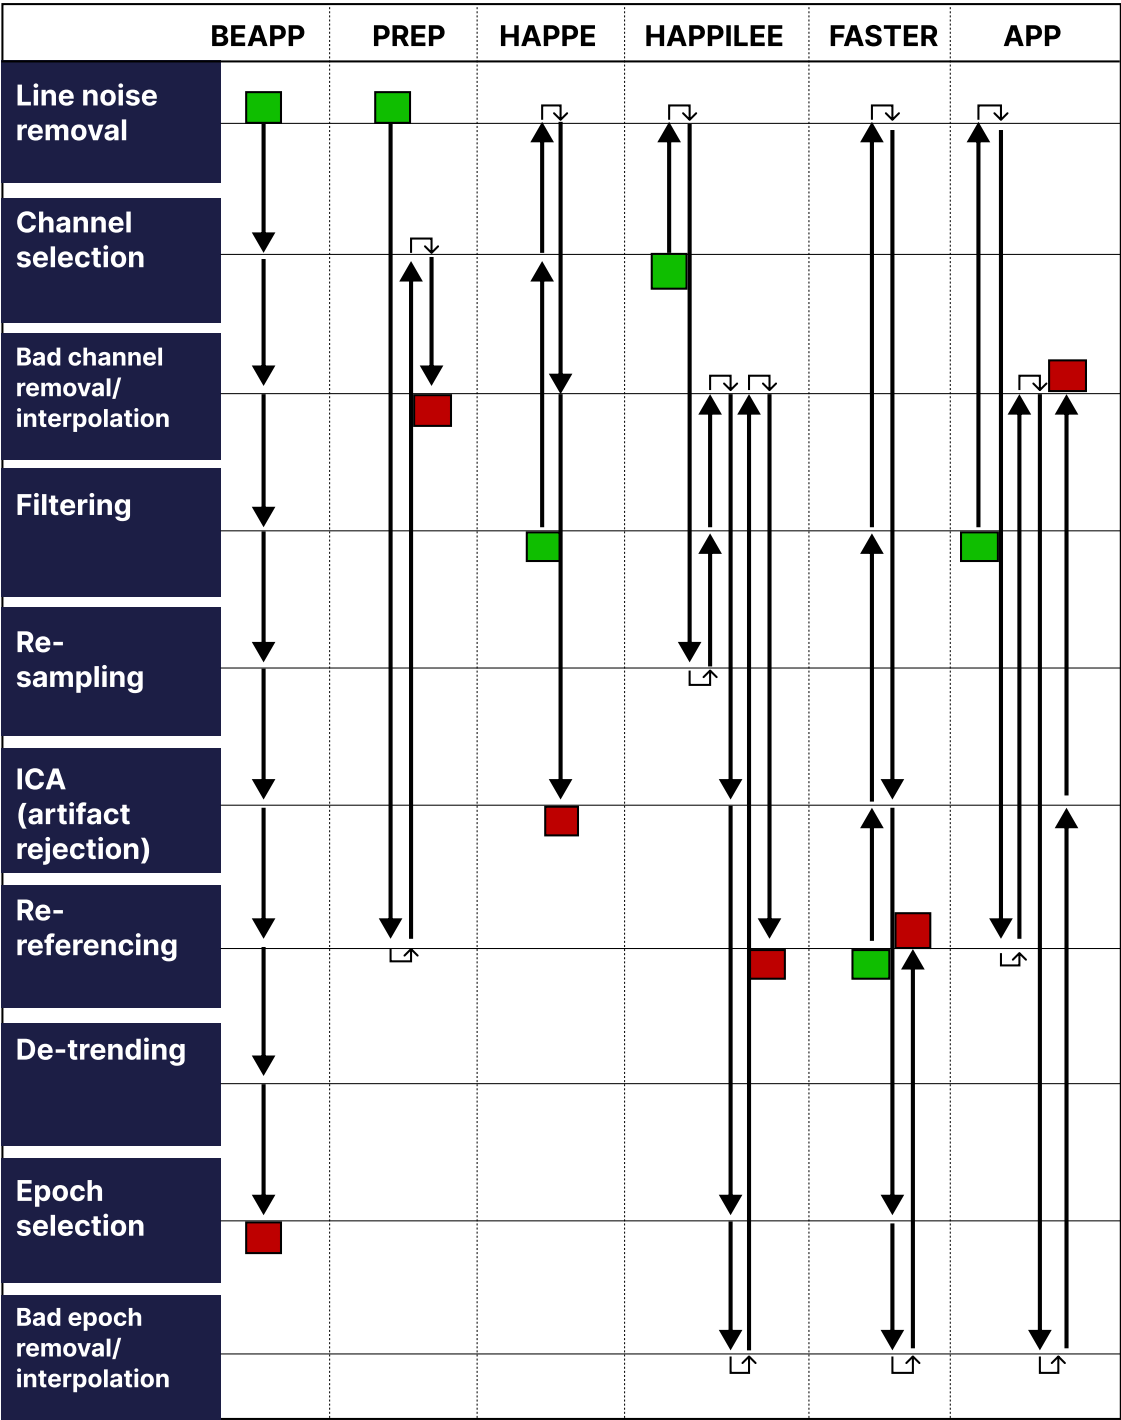 BEAPP PREP HAPPE HAPPILEE FASTER APP
Line noise
removal
Channel
selection
Bad channel
removal/
interpolation
Filtering
Re-
sampling
ICA
(artifact
rejection)
Re-
referencing
De-trending
Epoch
selection
Bad epoch
removal/
interpolation